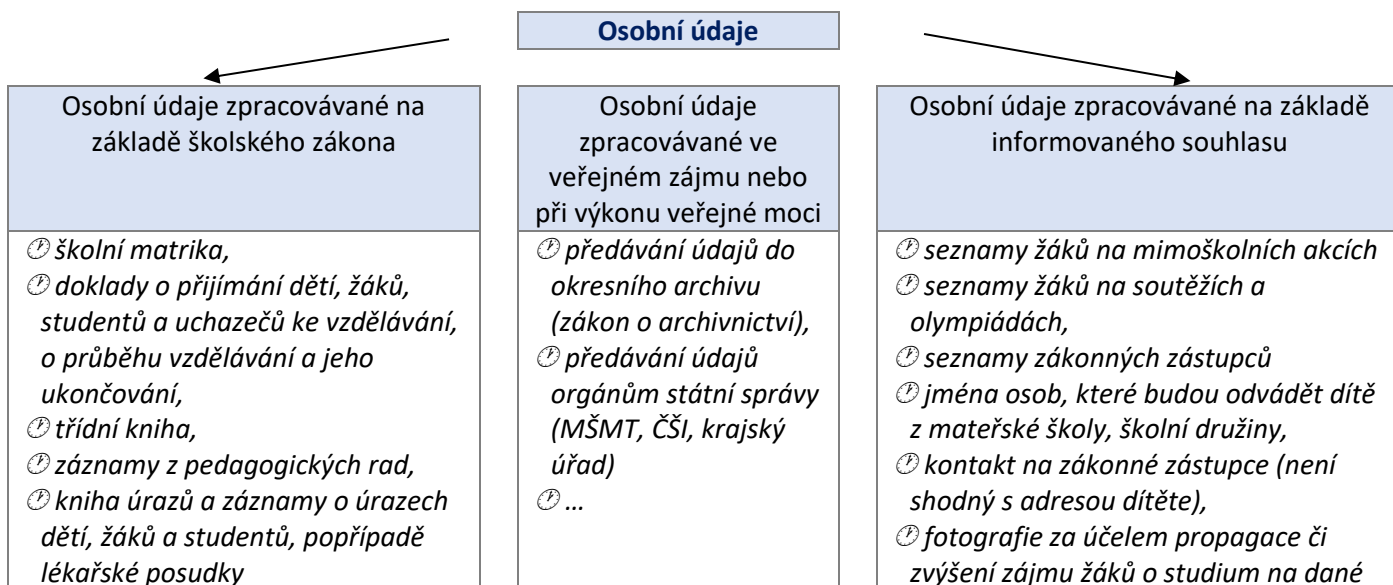 Osobní údaje
Osobní údaje zpracovávané na
základě školského zákona
školní matrika,
doklady o přijímání dětí, žáků,
studentů a uchazečů ke vzdělávání,
o průběhu vzdělávání a jeho
ukončování,
třídní kniha,
záznamy z pedagogických rad,
kniha úrazů a záznamy o úrazech
dětí, žáků a studentů, popřípadě
lékařské posudky
Osobní údaje
zpracovávané ve
veřejném zájmu nebo
při výkonu veřejné moci
předávání údajů do
okresního archivu
(zákon o archivnictví),
předávání údajů
orgánům státní správy
(MŠMT, ČŠI, krajský
úřad)
…
Osobní údaje zpracovávané na základě
informovaného souhlasu
seznamy žáků na mimoškolních akcích
seznamy žáků na soutěžích a
olympiádách,
seznamy zákonných zástupců
jména osob, které budou odvádět dítě
z mateřské školy, školní družiny,
kontakt na zákonné zástupce (není
shodný s adresou dítěte),
fotografie za účelem propagace či
zvýšení zájmu žáků o studium na dané